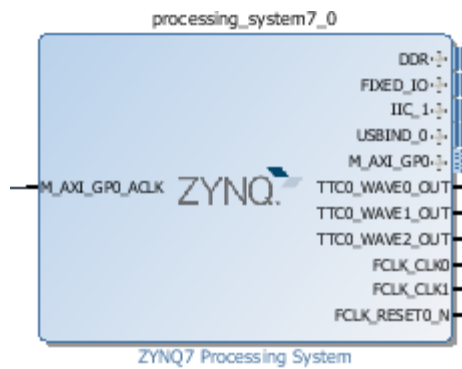 processing_system7_0
DDR
FIXED_IO
IIC_1
USBIND_0
M_AXI_GP0
M_AXI_GP0_ACLK
ZYNQ.
TTC0_WAVE0_OUT
TTC0_WAVE1_OUT
TTC0_WAVE2_OUT
FCLK_CLK0
FCLK_CLK1
FCLK_RESET0_N
ZYNQ7 Processing System